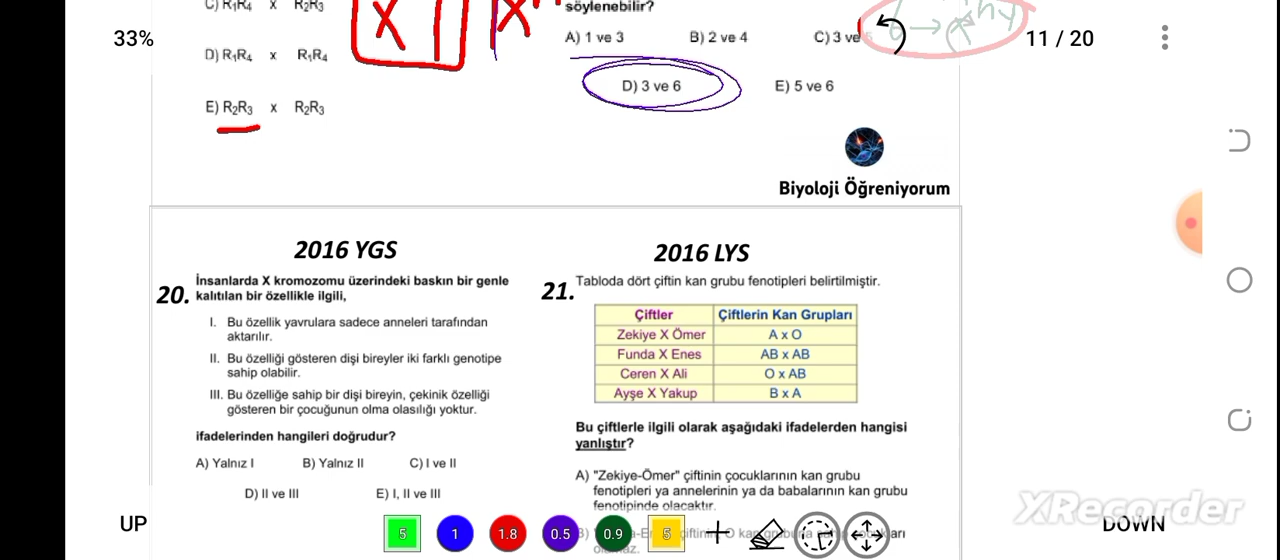 33%
C) R₁R₄ x R₂R₃
D) R₁R₄ x R₁R₄
E) R₂R₃ x R₂R₃
söylenebilir?
A) 1 ve 3 B) 2 ve 4 C) 3 ve
D) 3 ve 6 E) 5 ve 6
11 / 20
Biyoloji Öğreniyorum
2016 YGS
20. İnsanlarda X kromozomu üzerindeki baskın bir genle
kalıtılan bir özellikle ilgili,
I. Bu özellik yavrulara sadece anneleri tarafından
aktarılır.
II. Bu özelliği gösteren dişi bireyler iki farklı genotipe
sahip olabilir.
III. Bu özelliğe sahip bir dişi bireyin, çekinik özelliği
gösteren bir çocuğunun olma olasılığı yoktur.
ifadelerinden hangileri doğrudur?
A) Yalnız I B) Yalnız II C) I ve II
D) II ve III E) I, II ve III
2016 LYS
21. Tabloda dört çiftin kan grubu fenotipleri belirtilmiştir.
Çiftler Çiftlerin Kan Grupları
Zekiye X Ömer A x O
Funda X Enes AB x AB
Ceren X Ali O x AB
Ayşe X Yakup B x A
Bu çiftlerle ilgili olarak aşağıdaki ifadelerden hangisi
yanlıştır?
A) "Zekiye-Ömer" çiftinin çocuklarının kan grubu
fenotipleri ya annelerinin ya da babalarının kan grubu
fenotipinde olacaktır.
UP
5 1 1.8 0.5 0.9 5
XRecorder
DOWN